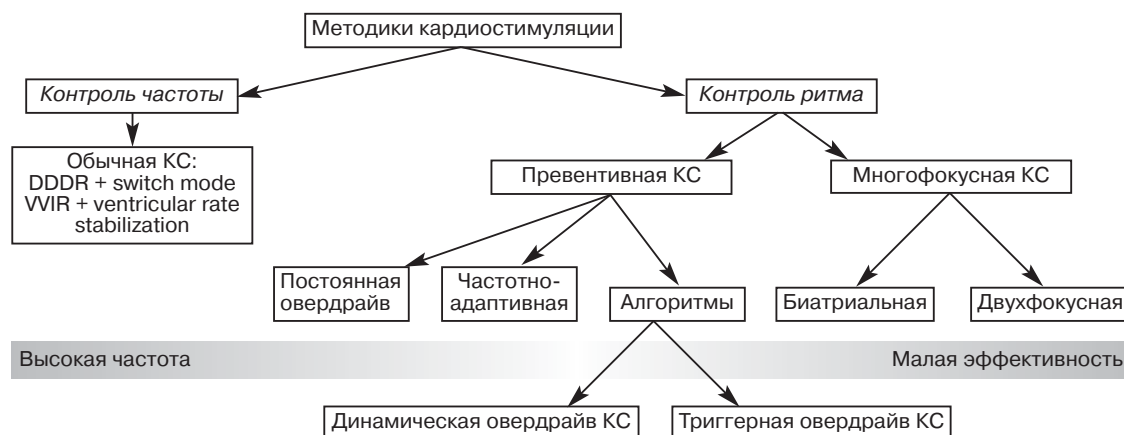 Методики кардиостимуляции
Контроль частоты
Контроль ритма
Обычная КС:
DDDR + switch mode
VVIR + ventricular rate
stabilization
Превентивная КС
Многофокусная КС
Постоянная
овердрайв
Частотно-
адаптивная
Алгоритмы
Биатриальная
Двухфокусная
Высокая частота
Малая эффективность
Динамическая овердрайв КС
Триггерная овердрайв КС